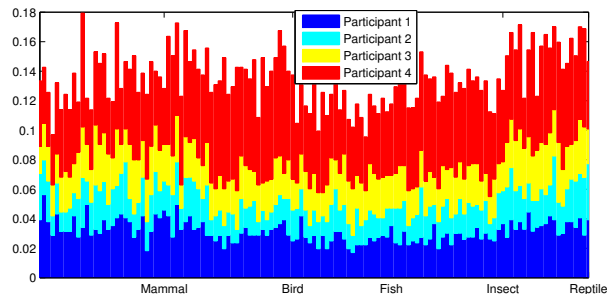 0.18
0.16
0.14
0.12
0.1
0.08
0.06
0.04
0.02
0
Participant 1
Participant 2
Participant 3
Participant 4
Mammal Bird Fish Insect Reptile